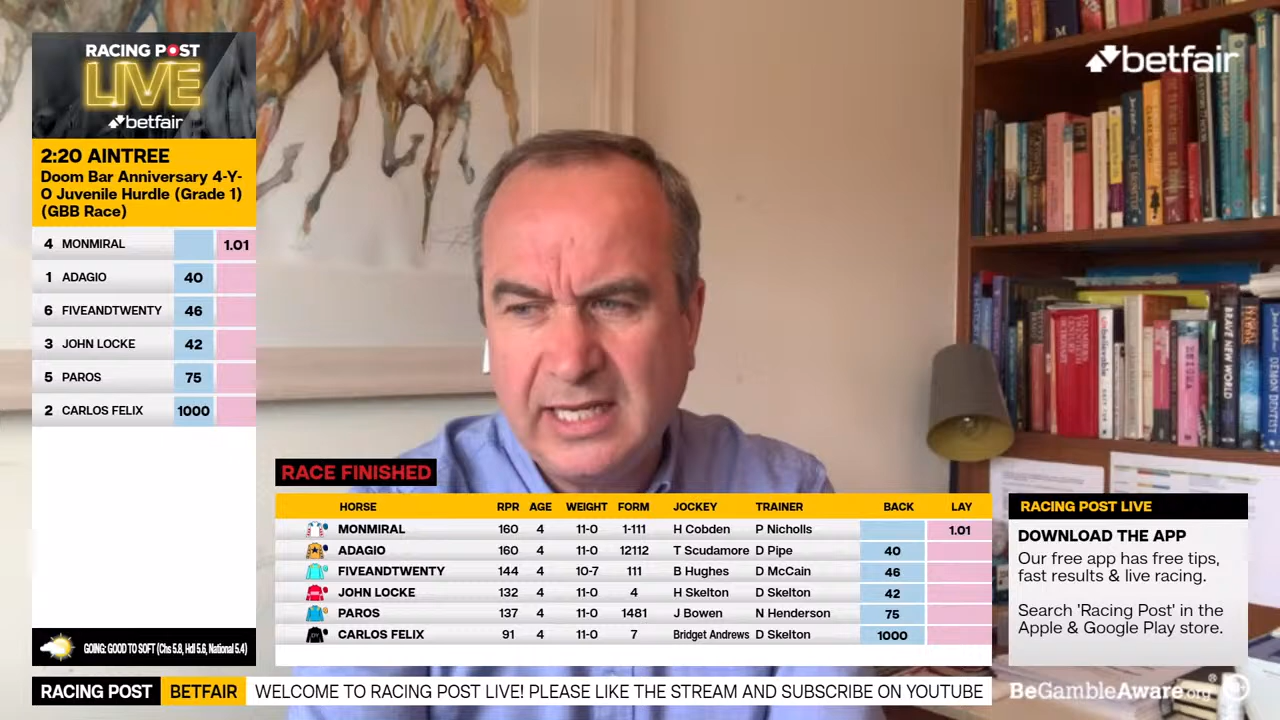 RACING POST
LIVE
betfair
2:20 AINTREE
Doom Bar Anniversary 4-Y-
O Juvenile Hurdle (Grade 1)
(GBB Race)
4 MONMIRAL 1.01
1 ADAGIO 40
6 FIVEANDTWENTY 46
3 JOHN LOCKE 42
5 PAROS 75
2 CARLOS FELIX 1000
GOING: GOOD TO SOFT (Chs 5.8, Hdl 5.6, National 5.4)
betfair
BRAVE NEW WORLD
RACE FINISHED
HORSE RPR AGE WEIGHT FORM JOCKEY TRAINER BACK LAY
MONMIRAL 160 4 11-0 1-111 H Cobden P Nicholls 1.01
ADAGIO 160 4 11-0 12112 T Scudamore D Pipe 40
FIVEANDTWENTY 144 4 10-7 111 B Hughes D McCain 46
JOHN LOCKE 132 4 11-0 4 H Skelton D Skelton 42
PAROS 137 4 11-0 1481 J Bowen N Henderson 75
CARLOS FELIX 91 4 11-0 7 Bridget Andrews D Skelton 1000
RACING POST LIVE
DOWNLOAD THE APP
Our free app has free tips,
fast results & live racing.
Search 'Racing Post' in the
Apple & Google Play store.
RACING POST BETFAIR WELCOME TO RACING POST LIVE! PLEASE LIKE THE STREAM AND SUBSCRIBE ON YOUTUBE
BeGambleAware.org®